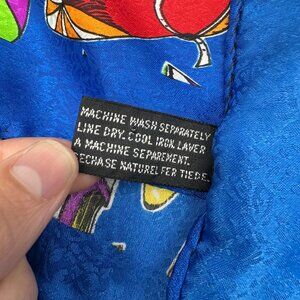 MACHINE WASH SEPARATELY
LINE DRY. COOL IRON. LAVER
A MACHINE SEPAREMENT.
SECHASE NATUREL FER TIEDE.